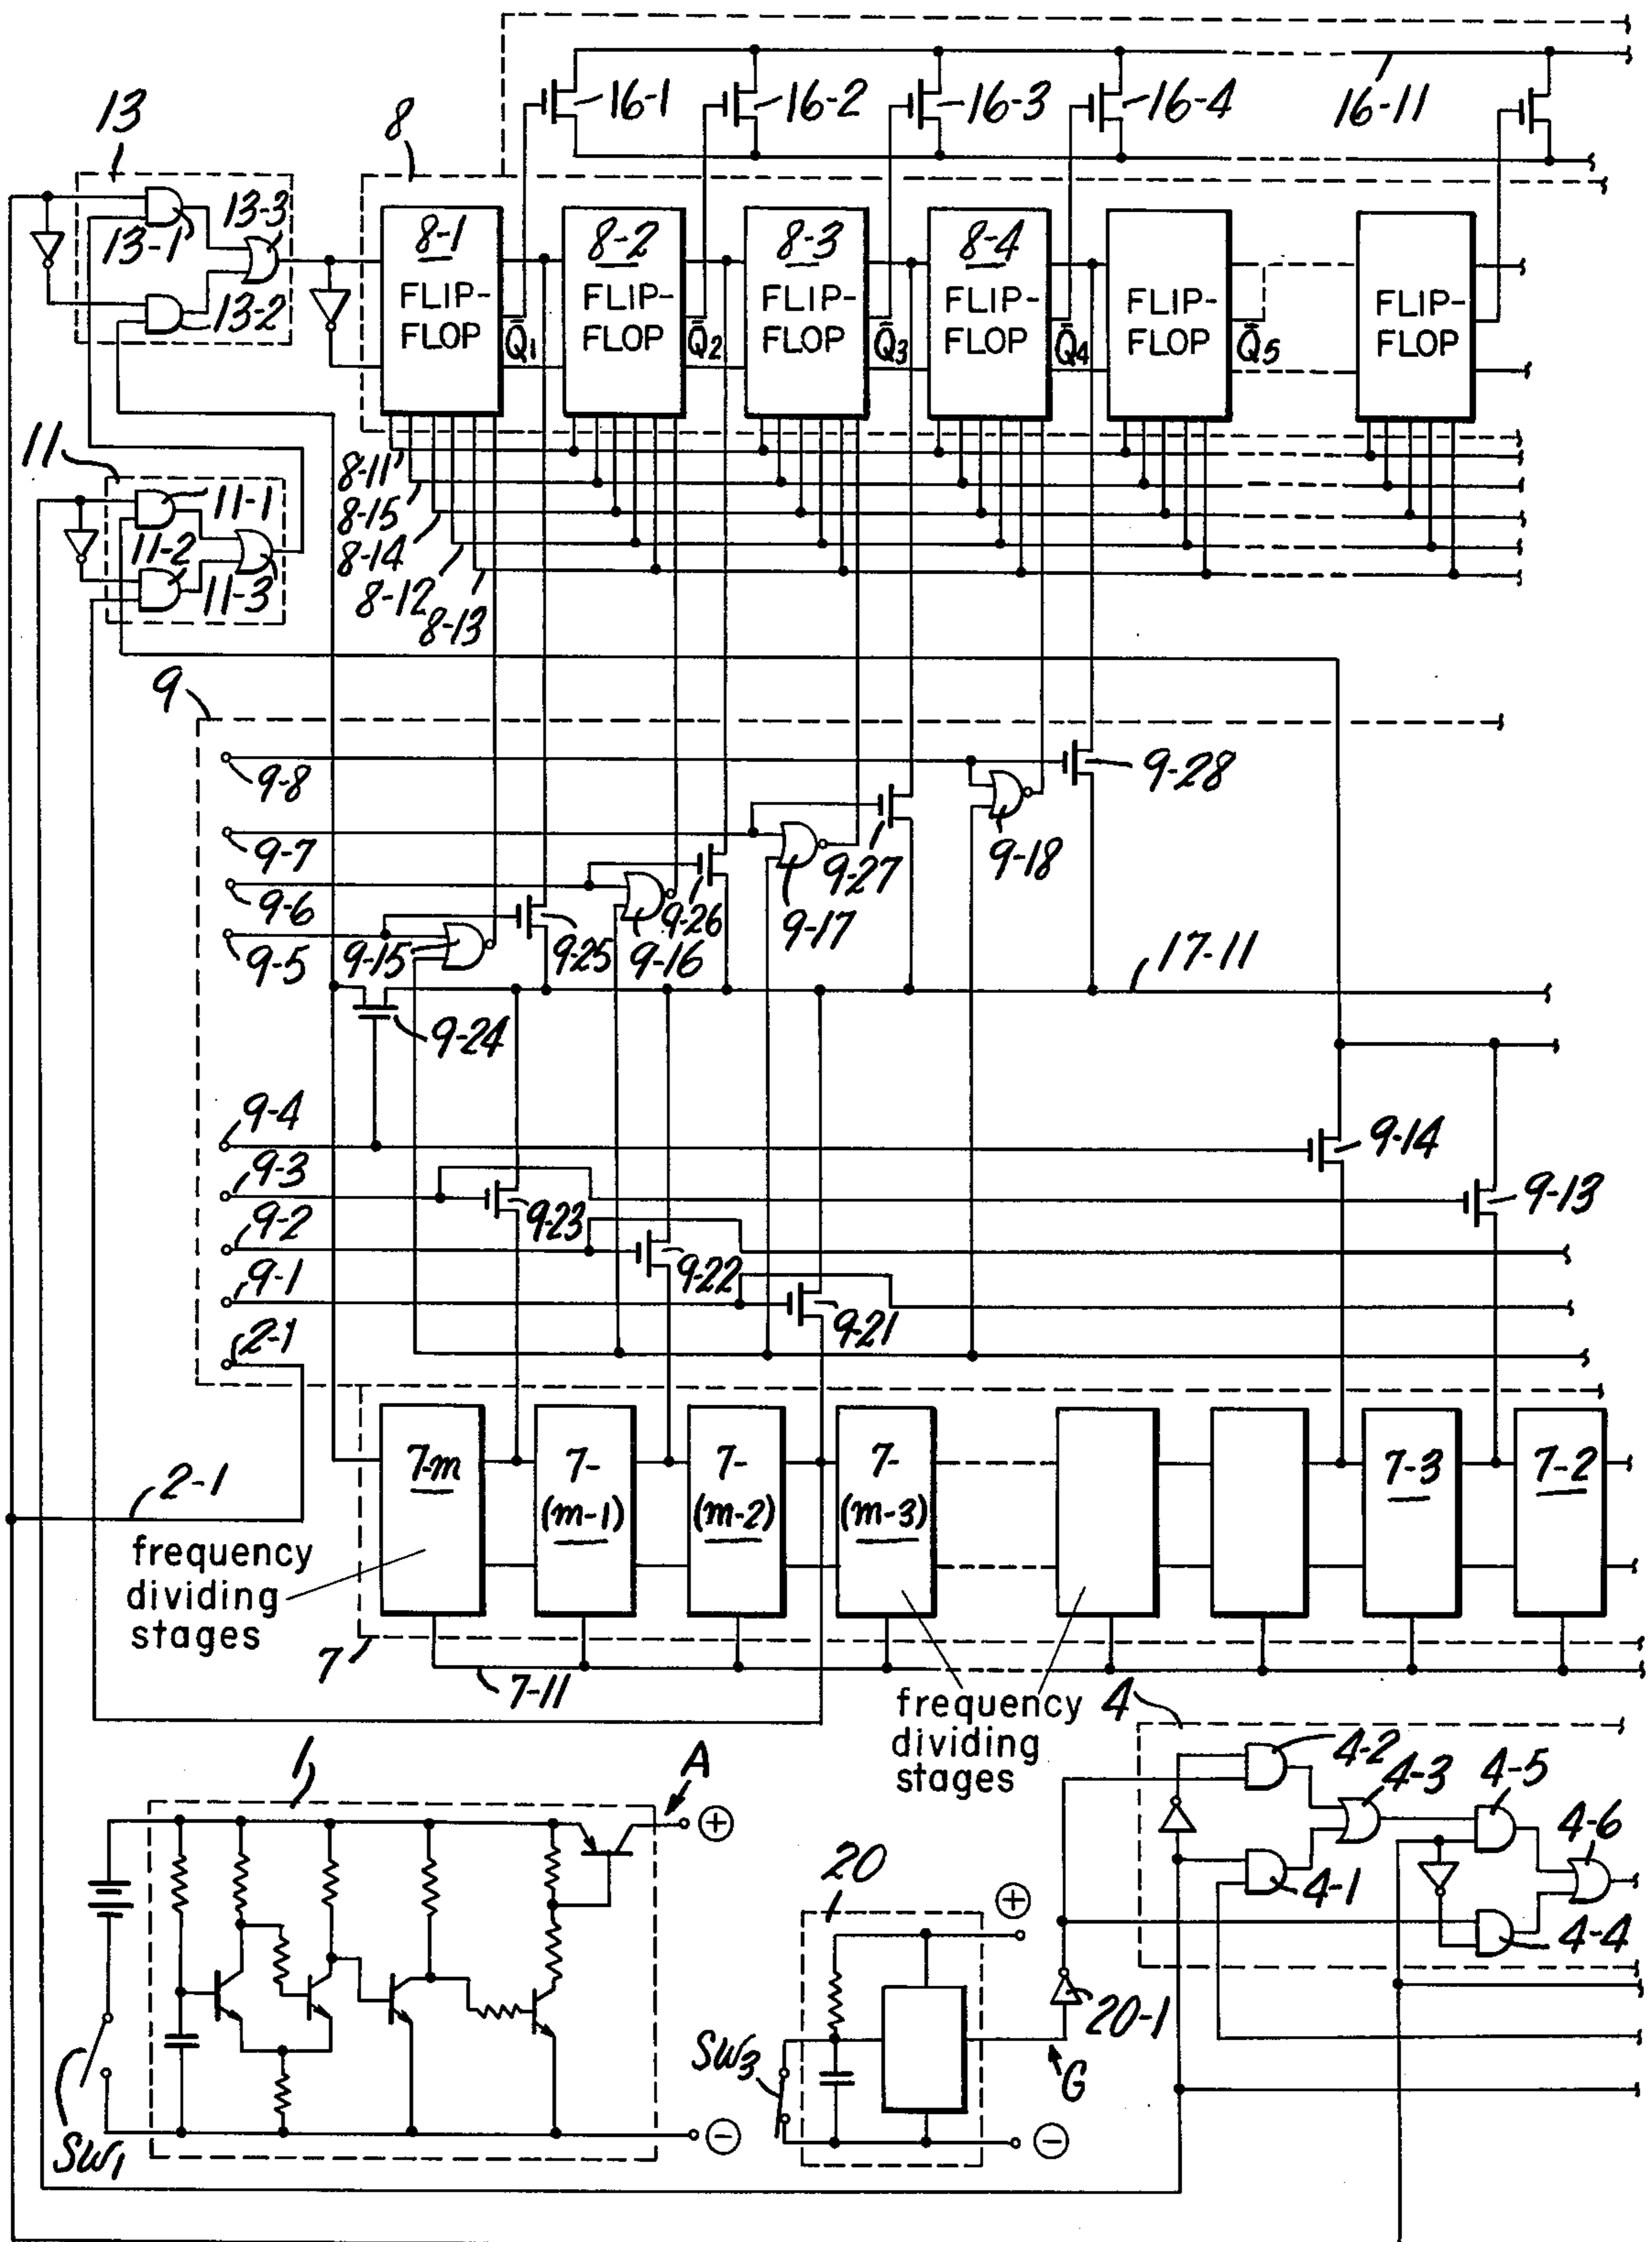 16-1
16-2
16-3
16-4
16-11
13
8
13-3
13-1
13-2
8-1
FLIP-
FLOP
Q̄1
8-2
FLIP-
FLOP
Q̄2
8-3
FLIP-
FLOP
Q̄3
8-4
FLIP-
FLOP
Q̄4
FLIP-
FLOP
Q̄5
FLIP-
FLOP
11
11-1
11-2
11-3
8-11
8-15
8-14
8-12
8-13
9
9-8
9-28
9-7
9-27
9-18
9-6
9-26
9-17
9-5
9-15
9-25
9-16
17-11
9-24
9-4
9-14
9-3
9-23
9-13
9-2
9-22
9-1
9-21
2-1
7-m
7-
(m-1)
7-
(m-2)
7-
(m-3)
7-3
7-2
2-1
frequency
dividing
stages
7
7-11
frequency
dividing
stages
4
4-2
4-3
4-5
4-6
4-1
4-4
1
A
+
20
+
20-1
G
SW3
SW1
−
−